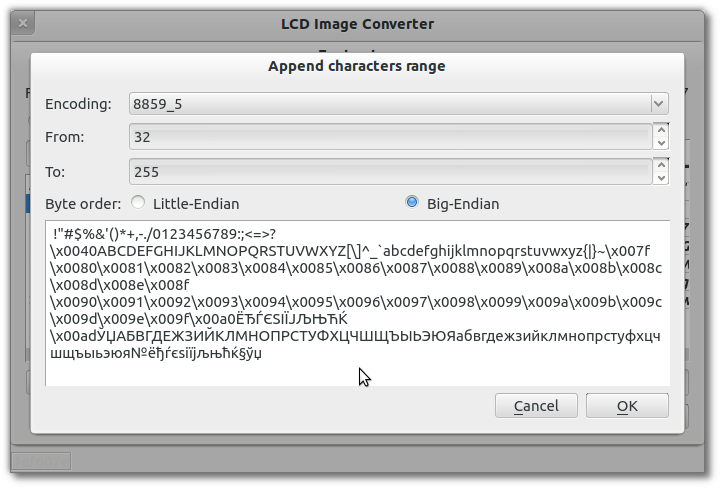 LCD Image Converter
Append characters range
Encoding: 8859_5
From: 32
To: 255
Byte order: Little-Endian Big-Endian
!"#$%&'()*+,-./0123456789:;<=>?
\x0040ABCDEFGHIJKLMNOPQRSTUVWXYZ[\]^_`abcdefghijklmnopqrstuvwxyz{|}~\x007f
\x0080\x0081\x0082\x0083\x0084\x0085\x0086\x0087\x0088\x0089\x008a\x008b\x008c
\x008d\x008e\x008f
\x0090\x0091\x0092\x0093\x0094\x0095\x0096\x0097\x0098\x0099\x009a\x009b\x009c
\x009d\x009e\x009f\x00a0ЁЂЃЄЅІЇЈЉЊЋЌ
\x00adЎЏАБВГДЕЖЗИЙКЛМНОПРСТУФХЦЧШЩЪЫЬЭЮЯабвгдежзийклмнопрстуфхцч
шщъыьэюя№ёђѓєѕіїјљњћќ§ўџ
Cancel OK